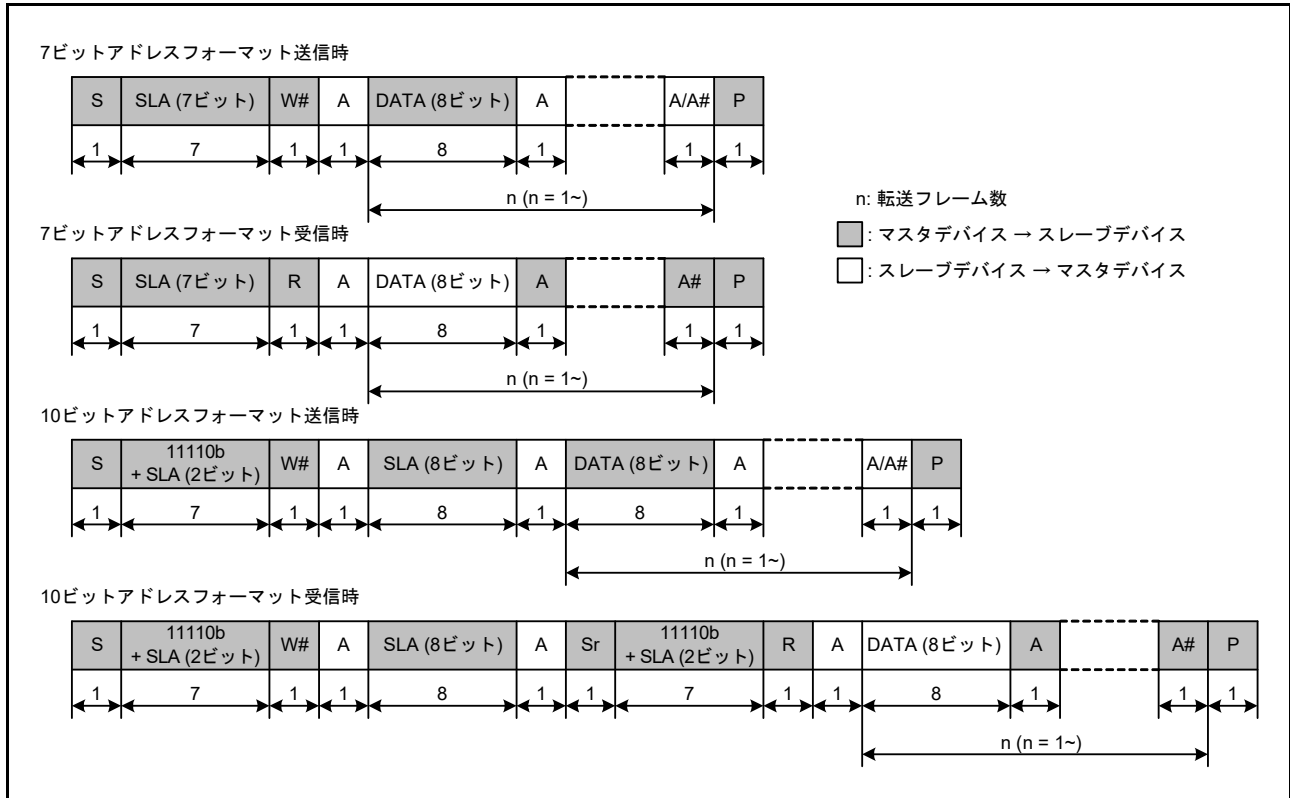 7ビットアドレスフォーマット送信時
S SLA (7ビット) W# A DATA (8ビット) A A/A# P
1 7 1 1 8 1 1 1
n (n = 1~)
n: 転送フレーム数
: マスタデバイス → スレーブデバイス
: スレーブデバイス → マスタデバイス
7ビットアドレスフォーマット受信時
S SLA (7ビット) R A DATA (8ビット) A A# P
1 7 1 1 8 1 1 1
n (n = 1~)
10ビットアドレスフォーマット送信時
S 11110b + SLA (2ビット) W# A SLA (8ビット) A DATA (8ビット) A A/A# P
1 7 1 1 8 1 8 1 1 1
n (n = 1~)
10ビットアドレスフォーマット受信時
S 11110b + SLA (2ビット) W# A SLA (8ビット) A Sr 11110b + SLA (2ビット) R A DATA (8ビット) A A# P
1 7 1 1 8 1 1 7 1 1 8 1 1 1
n (n = 1~)